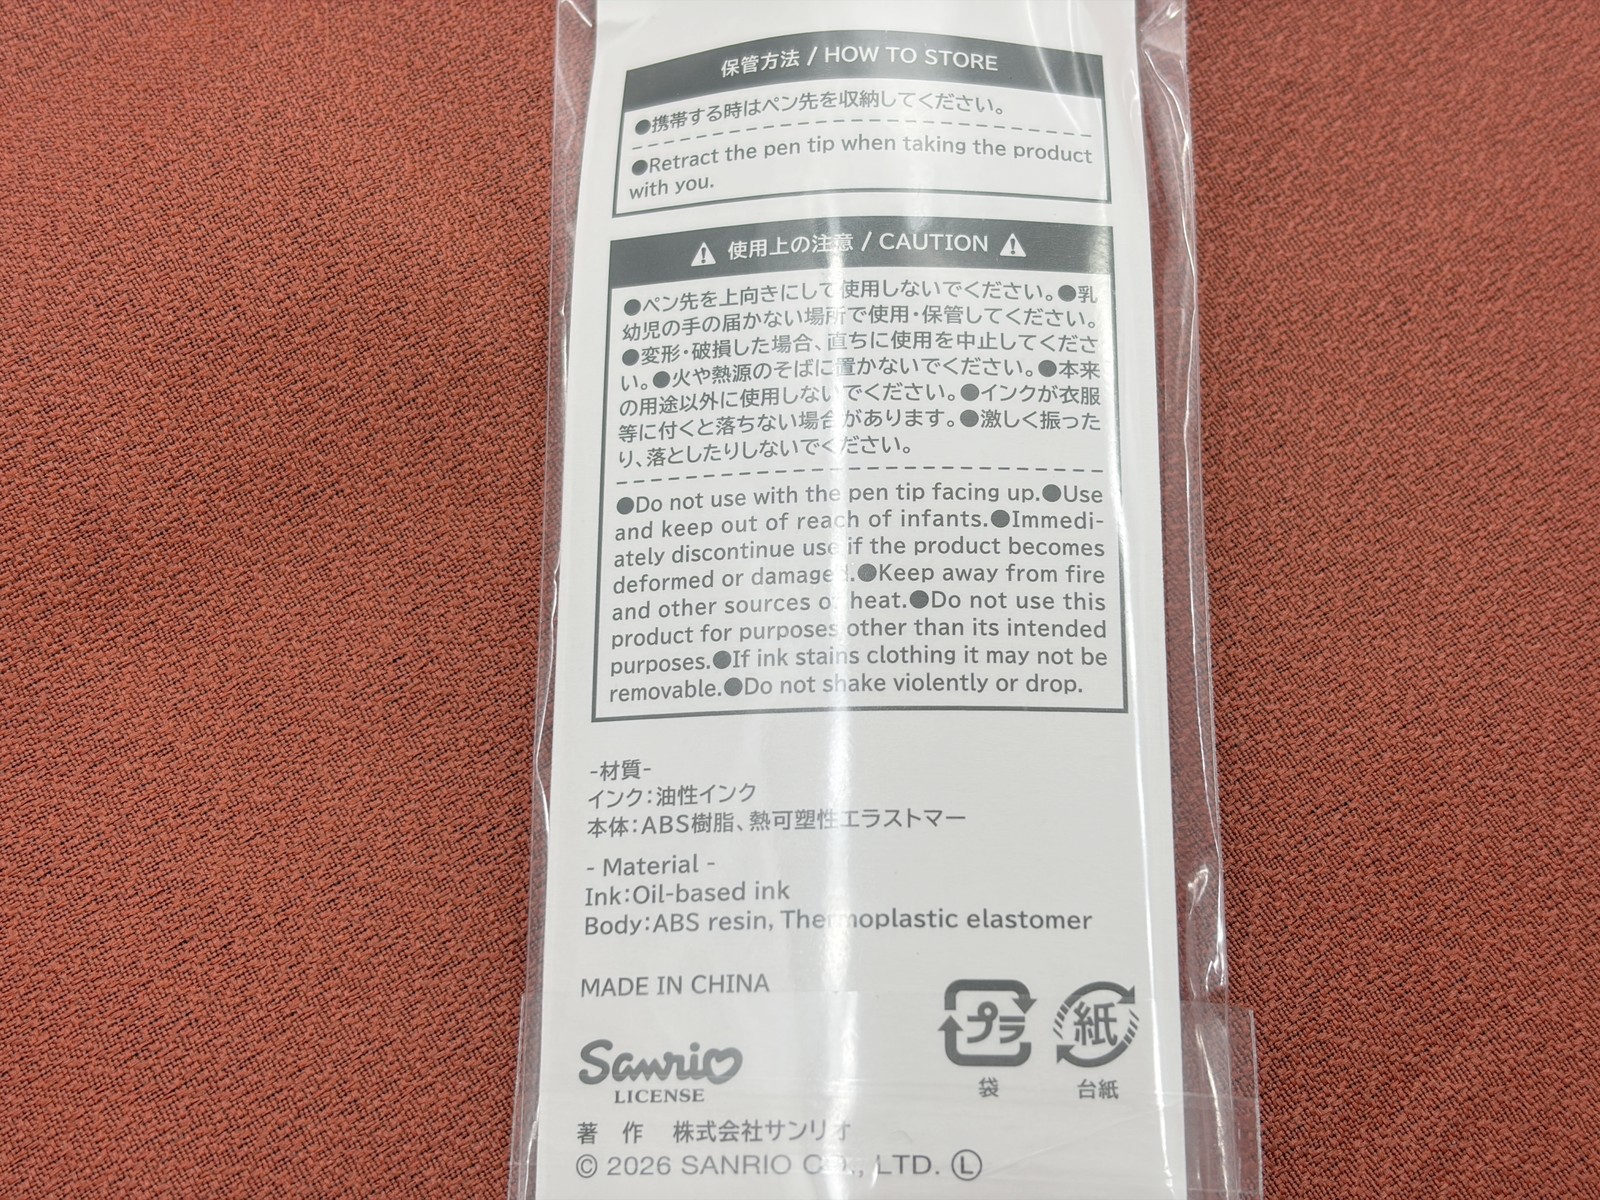 保管方法 / HOW TO STORE
●携帯する時はペン先を収納してください。
●Retract the pen tip when taking the product
with you.
⚠ 使用上の注意 / CAUTION ⚠
●ペン先を上向きにして使用しないでください。●乳
幼児の手の届かない場所で使用・保管してください。
●変形・破損した場合、直ちに使用を中止してくださ
い。●火や熱源のそばに置かないでください。●本来
の用途以外に使用しないでください。●インクが衣服
等に付くと落ちない場合があります。●激しく振った
り、落としたりしないでください。
●Do not use with the pen tip facing up.●Use
and keep out of reach of infants.●Immedi-
ately discontinue use if the product becomes
deformed or damaged.●Keep away from fire
and other sources of heat.●Do not use this
product for purposes other than its intended
purposes.●If ink stains clothing it may not be
removable.●Do not shake violently or drop.
-材質-
インク：油性インク
本体：ABS樹脂、熱可塑性エラストマー
- Material -
Ink:Oil-based ink
Body:ABS resin, Thermoplastic elastomer
MADE IN CHINA
プラ 紙
袋 台紙
Sanrio
LICENSE
著 作 株式会社サンリオ
© 2026 SANRIO CO., LTD. Ⓛ